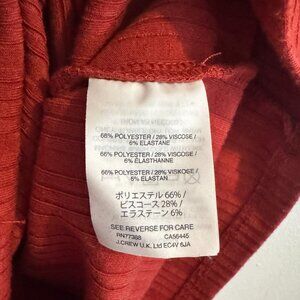 66% POLYESTER / 28% VISCOSE /
6% ELASTANE
66% POLYESTER / 28% VISCOSE /
6% ELASTHANNE
66% POLYESTER / 28% VISKOSE /
6% ELASTAN
ポリエステル 66% /
ビスコース 28% /
エラステーン 6%
SEE REVERSE FOR CARE
RN77388 CA56445
J.CREW U.K. Ltd EC4V 6JA